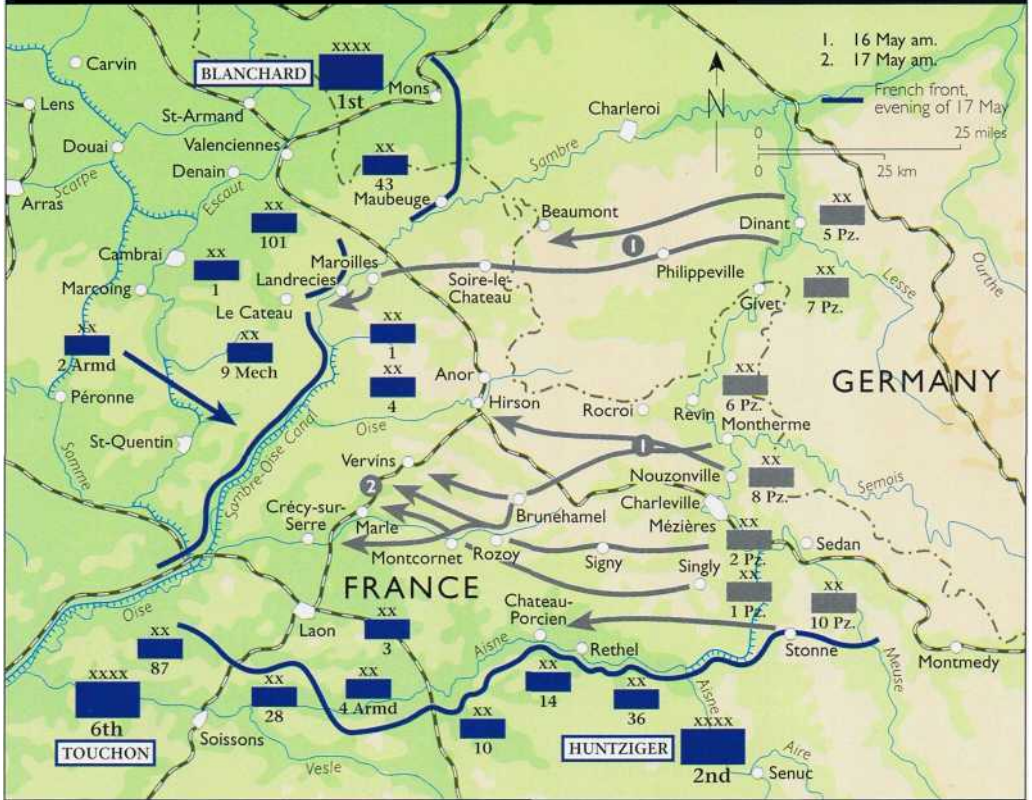 1. 16 May am.
2. 17 May am.
French front,
evening of 17 May
N
0 25 miles
0 25 km
Carvin
Lens
Douai
Scarpe
Arras
St-Armand
Valenciennes
Denain
Escaut
BLANCHARD
xxxx
1st
Mons
Charleroi
Sambre
xx
43
Maubeuge
xx
101
Cambrai
xx
1
Marcoing
Landrecies
Maroilles
Le Cateau
Soire-le-
Chateau
Beaumont
1
Philippeville
Dinant
xx
5 Pz.
xx
7 Pz.
Givet
Lesse
Ourthe
xx
2 Armd
xx
9 Mech
xx
1
xx
4
Péronne
St-Quentin
Somme
Sambre-Oise Canal
Oise
Anor
Hirson
Rocroi
Revin
xx
6 Pz.
Montherme
GERMANY
1
Nouzonville
xx
8 Pz.
Semois
Charleville
Mézières
Vervins
2
Crécy-sur-
Serre
Marle
Montcornet
Rozoy
Brunehamel
Signy
Singly
xx
2 Pz.
Sedan
xx
1 Pz.
xx
10 Pz.
FRANCE
Oise
Laon
xx
3
Chateau-
Porcien
Aisne
Rethel
Stonne
Meuse
Montmedy
xx
87
xxxx
6th
TOUCHON
Soissons
xx
28
xx
4 Armd
xx
10
xx
14
xx
36
Aisne
HUNTZIGER
xxxx
2nd
Aire
Senuc
Vesle